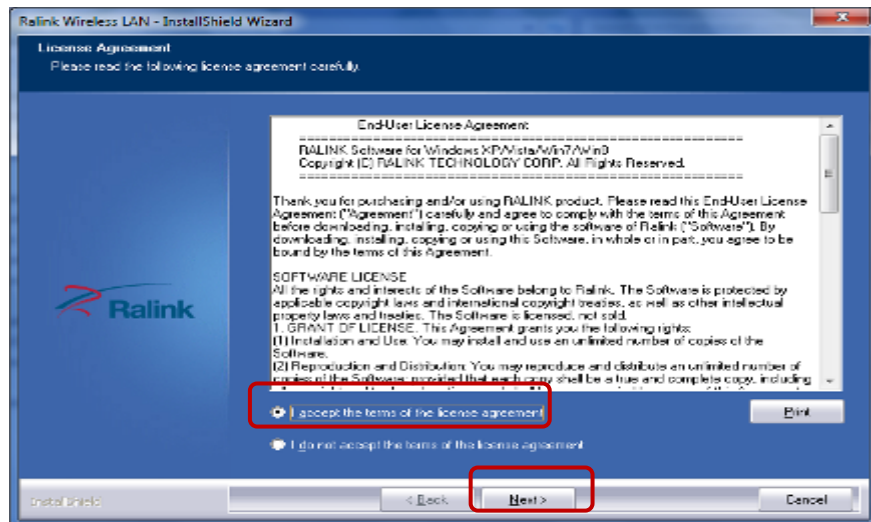 Ralink Wireless LAN - InstallShield Wizard
License Agreement
Please read the following license agreement carefully.
End-User License Agreement
===========================================================
RALINK Software for Windows XP/Vista/Win7/Win8
Copyright (C) RALINK TECHNOLOGY CORP. All Rights Reserved.
===========================================================
Thank you for purchasing and/or using RALINK product. Please read this End-User License
Agreement ("Agreement") carefully and agree to comply with the terms of this Agreement
before downloading, installing, copying or using the software of Ralink ("Software"). By
downloading, installing, copying or using this Software, in whole or in part, you agree to be
bound by the terms of this Agreement.
SOFTWARE LICENSE
All the rights and interests of the Software belong to Ralink. The Software is protected by
applicable copyright laws and international copyright treaties, as well as other intellectual
property laws and treaties. The Software is licensed, not sold.
1. GRANT OF LICENSE. This Agreement grants you the following rights:
(1) Installation and Use. You may install and use an unlimited number of copies of the
Software.
(2) Reproduction and Distribution. You may reproduce and distribute an unlimited number of
copies of the Software; provided that each copy shall be a true and complete copy, including
Ralink
I accept the terms of the license agreement
Print
I do not accept the terms of the license agreement
InstallShield
< Back
Next >
Cancel